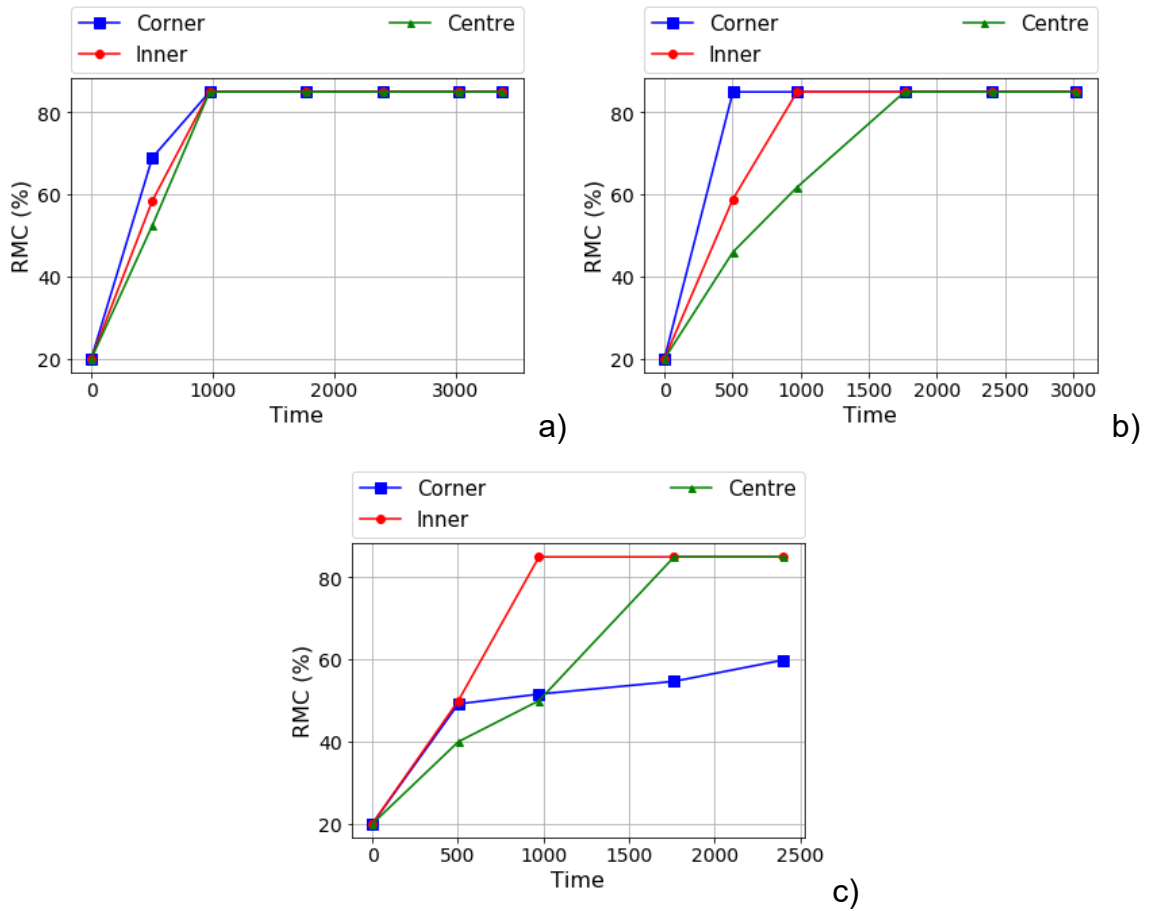 Corner Centre
Inner
80
60
40
20
RMC (%)
0 1000 2000 3000
Time
a)
Corner Centre
Inner
80
60
40
20
RMC (%)
0 500 1000 1500 2000 2500 3000
Time
b)
Corner Centre
Inner
80
60
40
20
RMC (%)
0 500 1000 1500 2000 2500
Time
c)